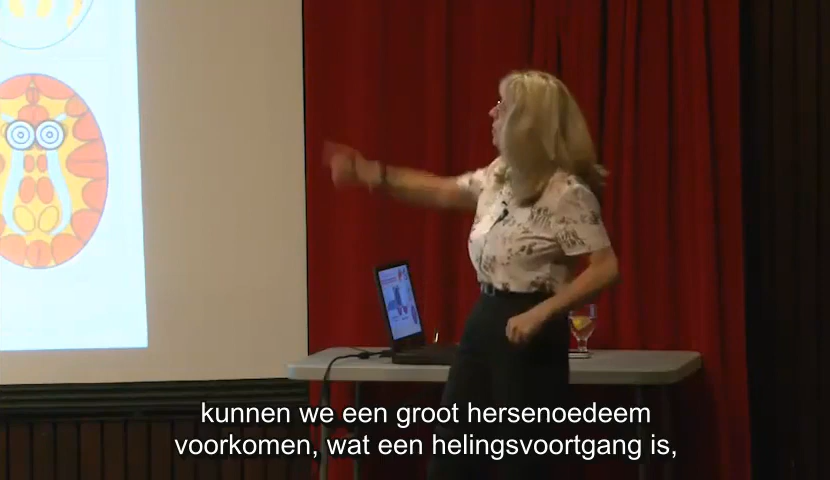 kunnen we een groot hersenoedeem
voorkomen, wat een helingsvoortgang is,